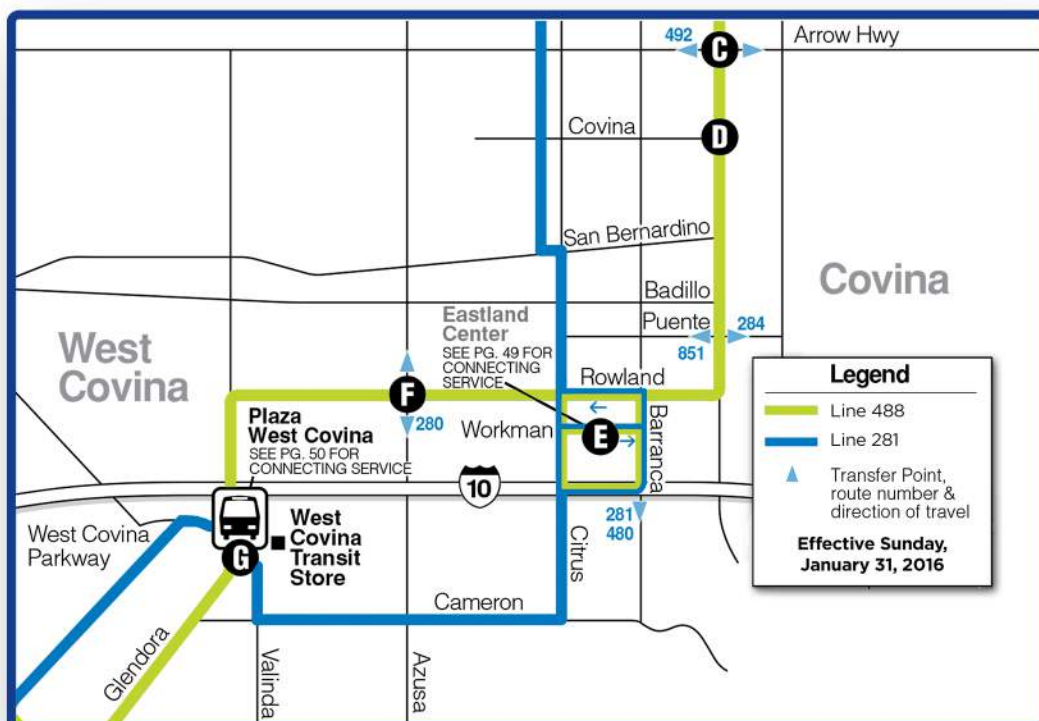 492
C
Arrow Hwy
Covina
D
San Bernardino
Covina
Badillo
Eastland
Center
SEE PG. 49 FOR
CONNECTING
SERVICE
Puente
284
851
West
Covina
Rowland
Legend
Line 488
Line 281
Transfer Point,
route number &
direction of travel
Effective Sunday,
January 31, 2016
F
280
Plaza
West Covina
SEE PG. 50 FOR
CONNECTING SERVICE
Workman
E
Barranca
10
281
480
West Covina
Parkway
West
Covina
Transit
Store
G
Citrus
Cameron
Glendora
Valinda
Azusa